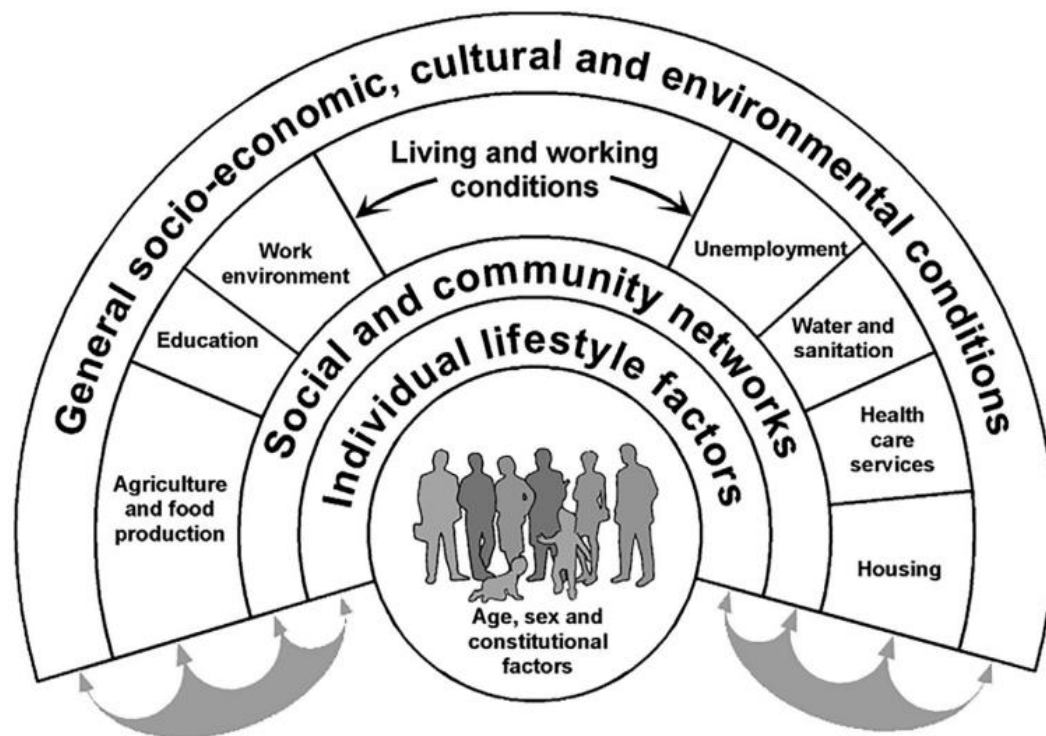 General socio-economic, cultural and environmental conditions
Living and working
conditions
Work
environment
Unemployment
Education
Water and
sanitation
Agriculture
and food
production
Health
care
services
Housing
Social and community networks
Individual lifestyle factors
Age, sex and
constitutional
factors